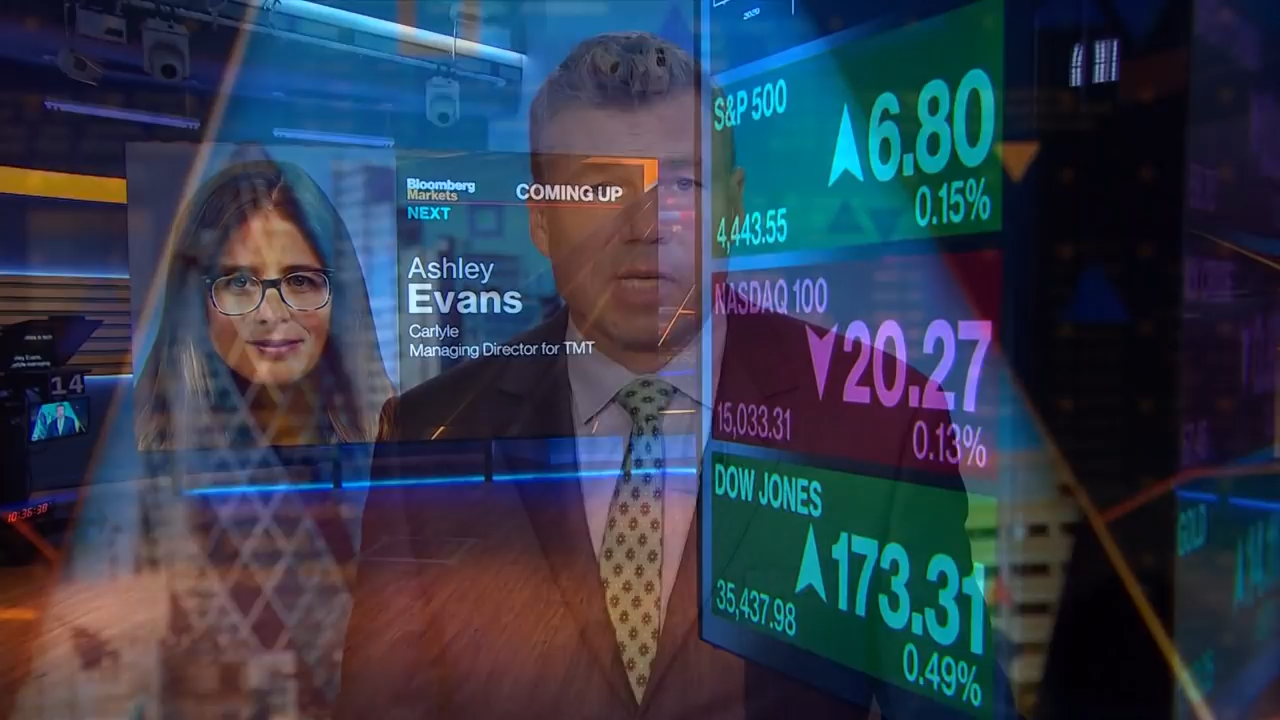 Bloomberg
Markets
NEXT
COMING UP
Ashley
Evans
Carlyle
Managing Director for TMT
S&P 500
▲6.80
0.15%
4,443.55
NASDAQ 100
▼20.27
15,033.31
0.13%
DOW JONES
▲173.31
35,437.98
0.49%
14
10:36:38
GOLD